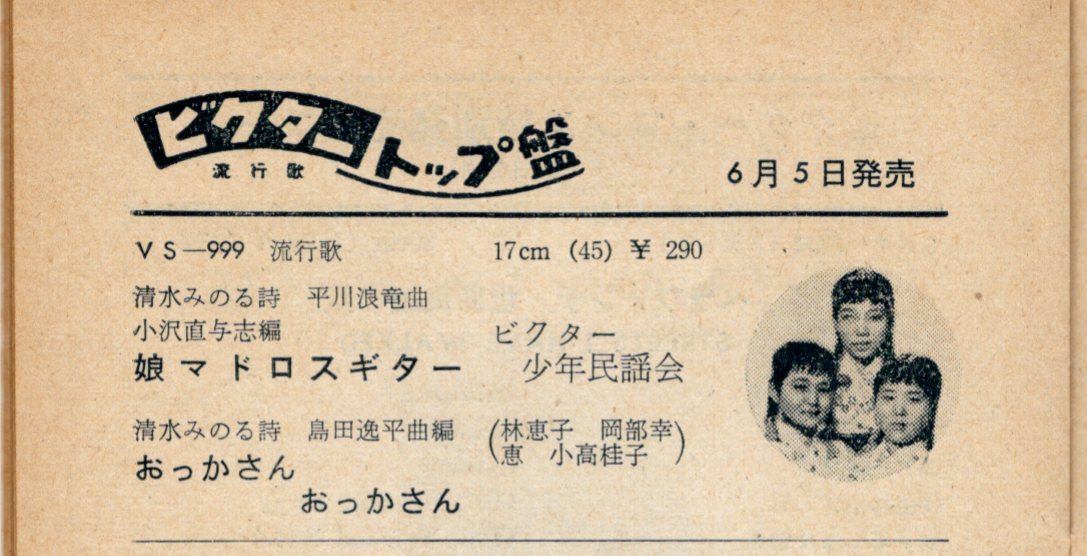 ビクター
流行歌
トップ盤
6月5日発売
VS—999 流行歌 17cm (45) ¥ 290
清水みのる詩 平川浪竜曲
小沢直与志編
娘マドロスギター
ビクター
少年民謡会
清水みのる詩 島田逸平曲編
おっかさん
おっかさん
(林恵子 岡部幸
恵 小高桂子)